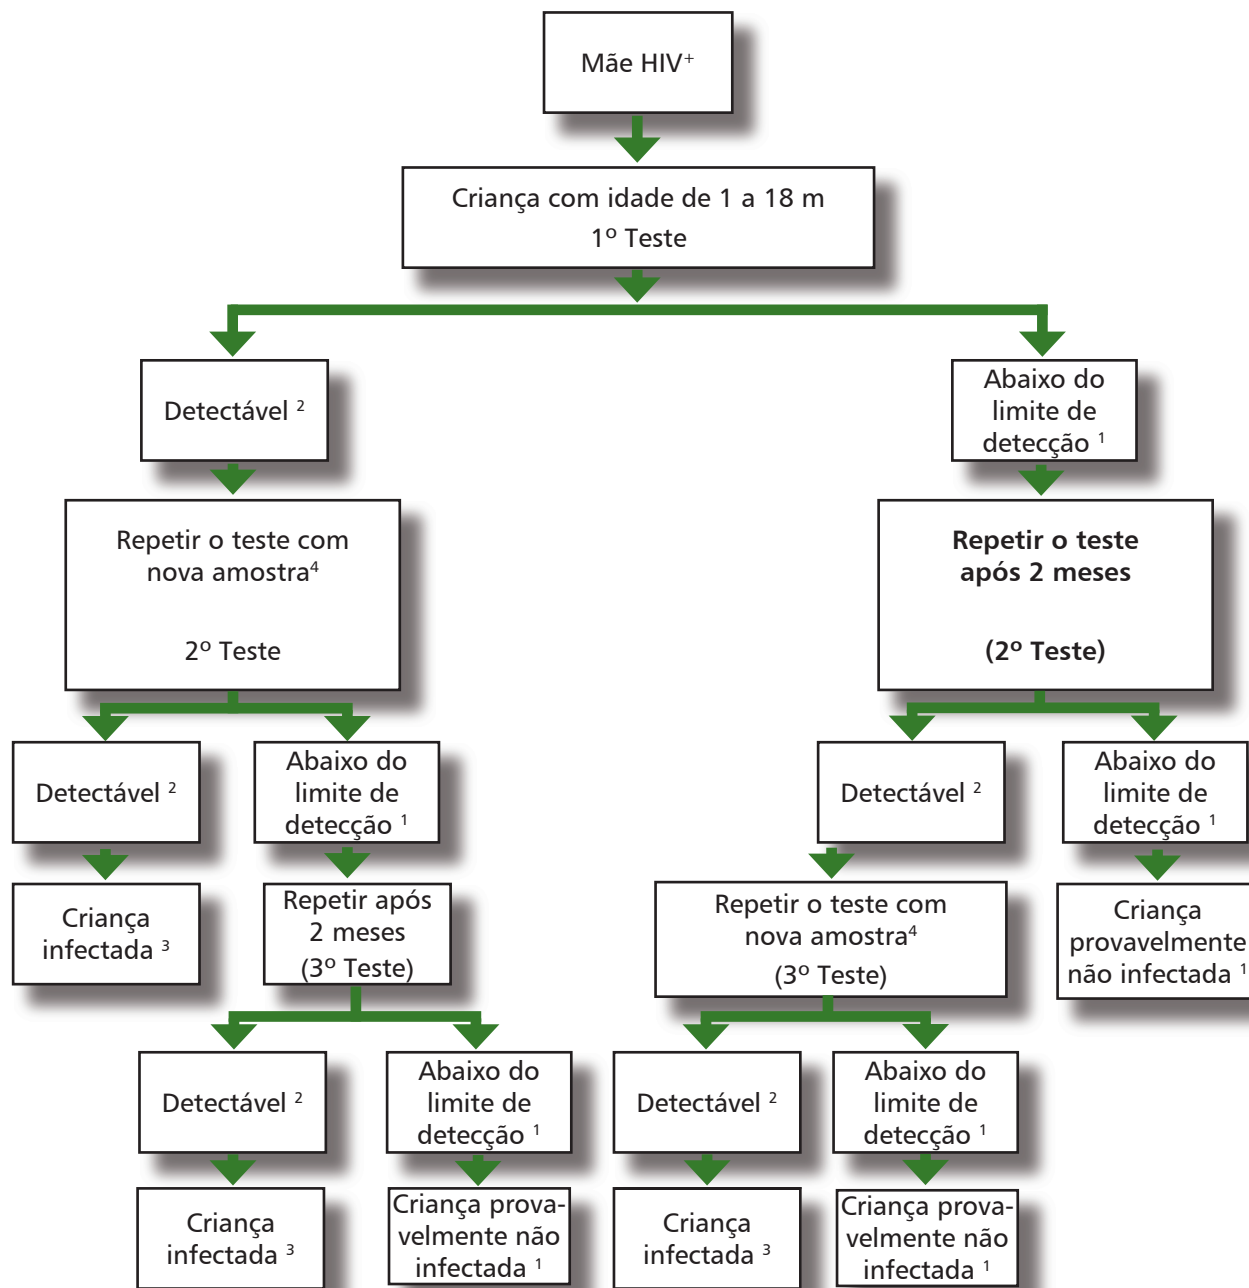 Mãe HIV⁺
Criança com idade de 1 a 18 m
1º Teste
Detectável ²
Abaixo do
limite de
detecção ¹
Repetir o teste com
nova amostra⁴
2º Teste
Repetir o teste
após 2 meses
(2º Teste)
Detectável ²
Abaixo do
limite de
detecção ¹
Detectável ²
Abaixo do
limite de
detecção ¹
Criança
infectada ³
Repetir após
2 meses
(3º Teste)
Repetir o teste com
nova amostra⁴
(3º Teste)
Criança
provavelmente
não infectada ¹
Detectável ²
Abaixo do
limite de
detecção ¹
Detectável ²
Abaixo do
limite de
detecção ¹
Criança
infectada ³
Criança prova-
velmente não
infectada ¹
Criança
infectada ³
Criança prova-
velmente não
infectada ¹